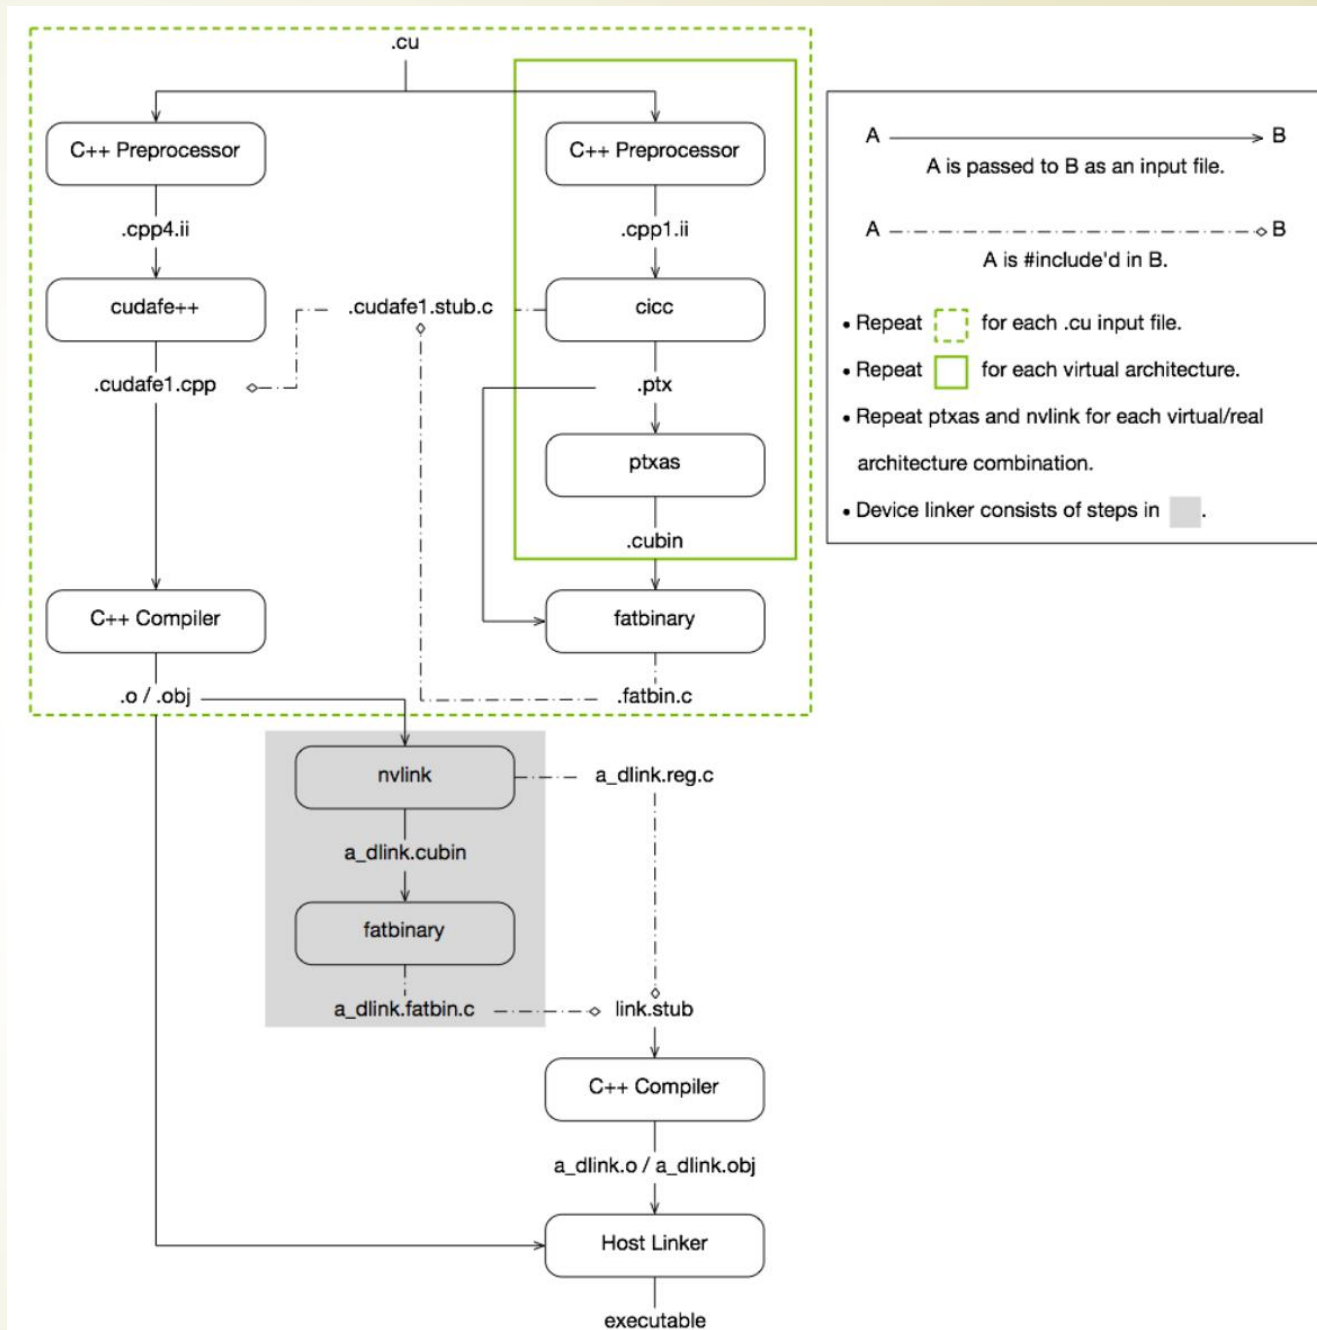 .cu
C++ Preprocessor
C++ Preprocessor
.cpp4.ii
.cpp1.ii
cudafe++
.cudafe1.stub.c
cicc
.cudafe1.cpp
.ptx
ptxas
.cubin
C++ Compiler
fatbinary
.o / .obj
.fatbin.c
nvlink
a_dlink.reg.c
a_dlink.cubin
fatbinary
a_dlink.fatbin.c
link.stub
C++ Compiler
a_dlink.o / a_dlink.obj
Host Linker
executable
A B
A is passed to B as an input file.
A B
A is #include'd in B.
• Repeat for each .cu input file.
• Repeat for each virtual architecture.
• Repeat ptxas and nvlink for each virtual/real
architecture combination.
• Device linker consists of steps in .